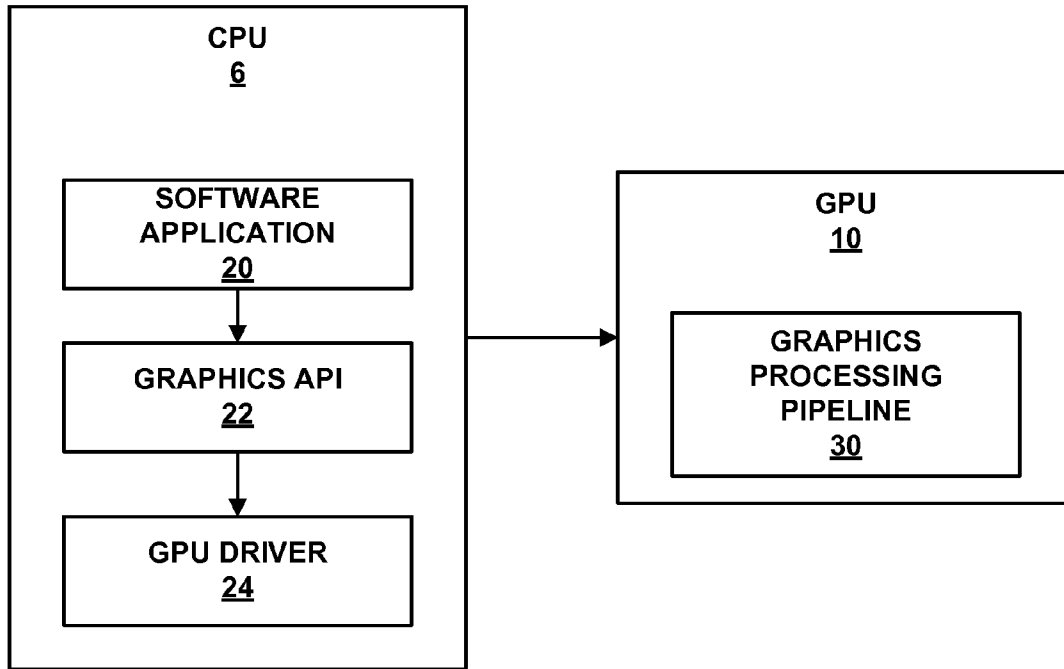 CPU
6
SOFTWARE
APPLICATION
20
GRAPHICS API
22
GPU DRIVER
24
GPU
10
GRAPHICS
PROCESSING
PIPELINE
30